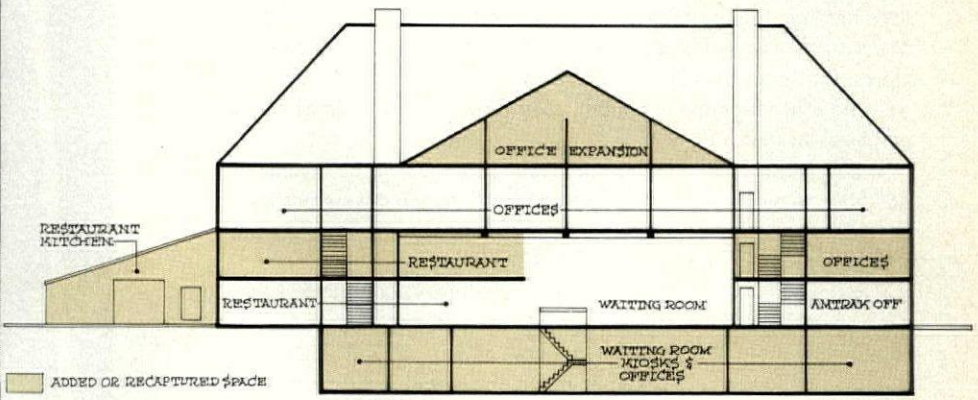 OFFICE EXPANSION
OFFICES
RESTAURANT
KITCHEN
RESTAURANT
OFFICES
RESTAURANT
WAITING ROOM
AMTRAK OFF
WAITING ROOM
KIOSKS &
OFFICES
ADDED OR RECAPTURED SPACE